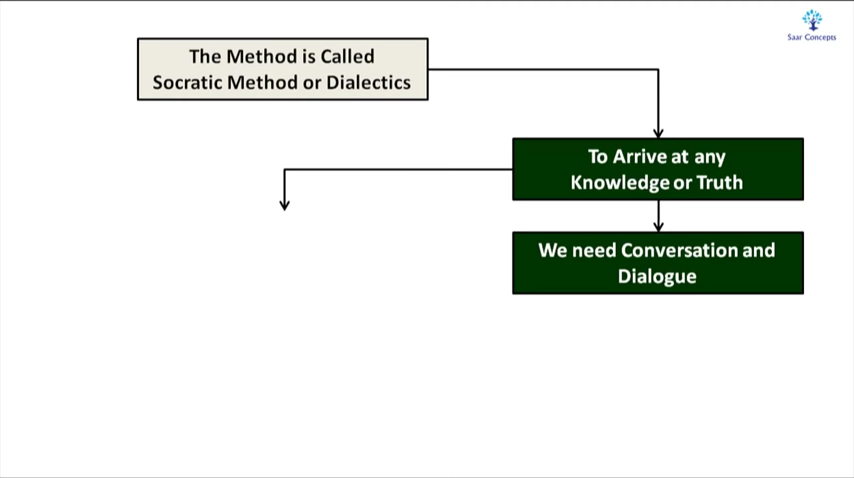 Saar Concepts
The Method is Called
Socratic Method or Dialectics
To Arrive at any
Knowledge or Truth
We need Conversation and
Dialogue